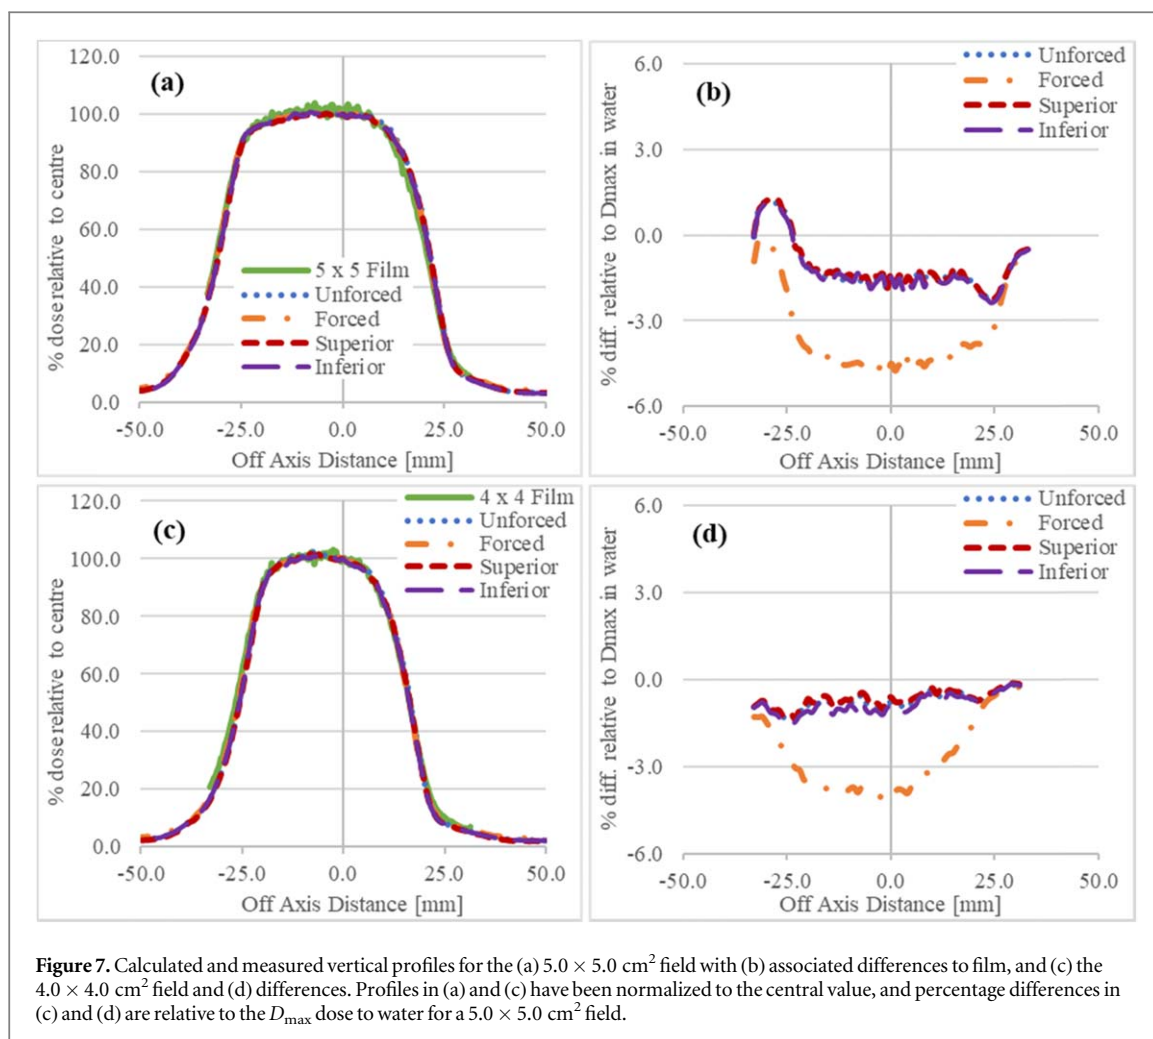 120.0
(a)
100.0
80.0
60.0
40.0
20.0
0.0
% doserelative to centre
5 x 5 Film
Unforced
Forced
Superior
Inferior
-50.0 -25.0 0.0 25.0 50.0
Off Axis Distance [mm]
6.0
(b)
3.0
0.0
-3.0
-6.0
% diff. relative to Dmax in water
Unforced
Forced
Superior
Inferior
-50.0 -25.0 0.0 25.0 50.0
Off Axis Distance [mm]
120.0
(c)
100.0
80.0
60.0
40.0
20.0
0.0
% doserelative to centre
4 x 4 Film
Unforced
Forced
Superior
Inferior
-50.0 -25.0 0.0 25.0 50.0
Off Axis Distance [mm]
6.0
(d)
3.0
0.0
-3.0
-6.0
% diff. relative to Dmax in water
Unforced
Forced
Superior
Inferior
-50.0 -25.0 0.0 25.0 50.0
Off Axis Distance [mm]
Figure 7. Calculated and measured vertical profiles for the (a) 5.0 × 5.0 cm² field with (b) associated differences to film, and (c) the
4.0 × 4.0 cm² field and (d) differences. Profiles in (a) and (c) have been normalized to the central value, and percentage differences in
(c) and (d) are relative to the Dmax dose to water for a 5.0 × 5.0 cm² field.